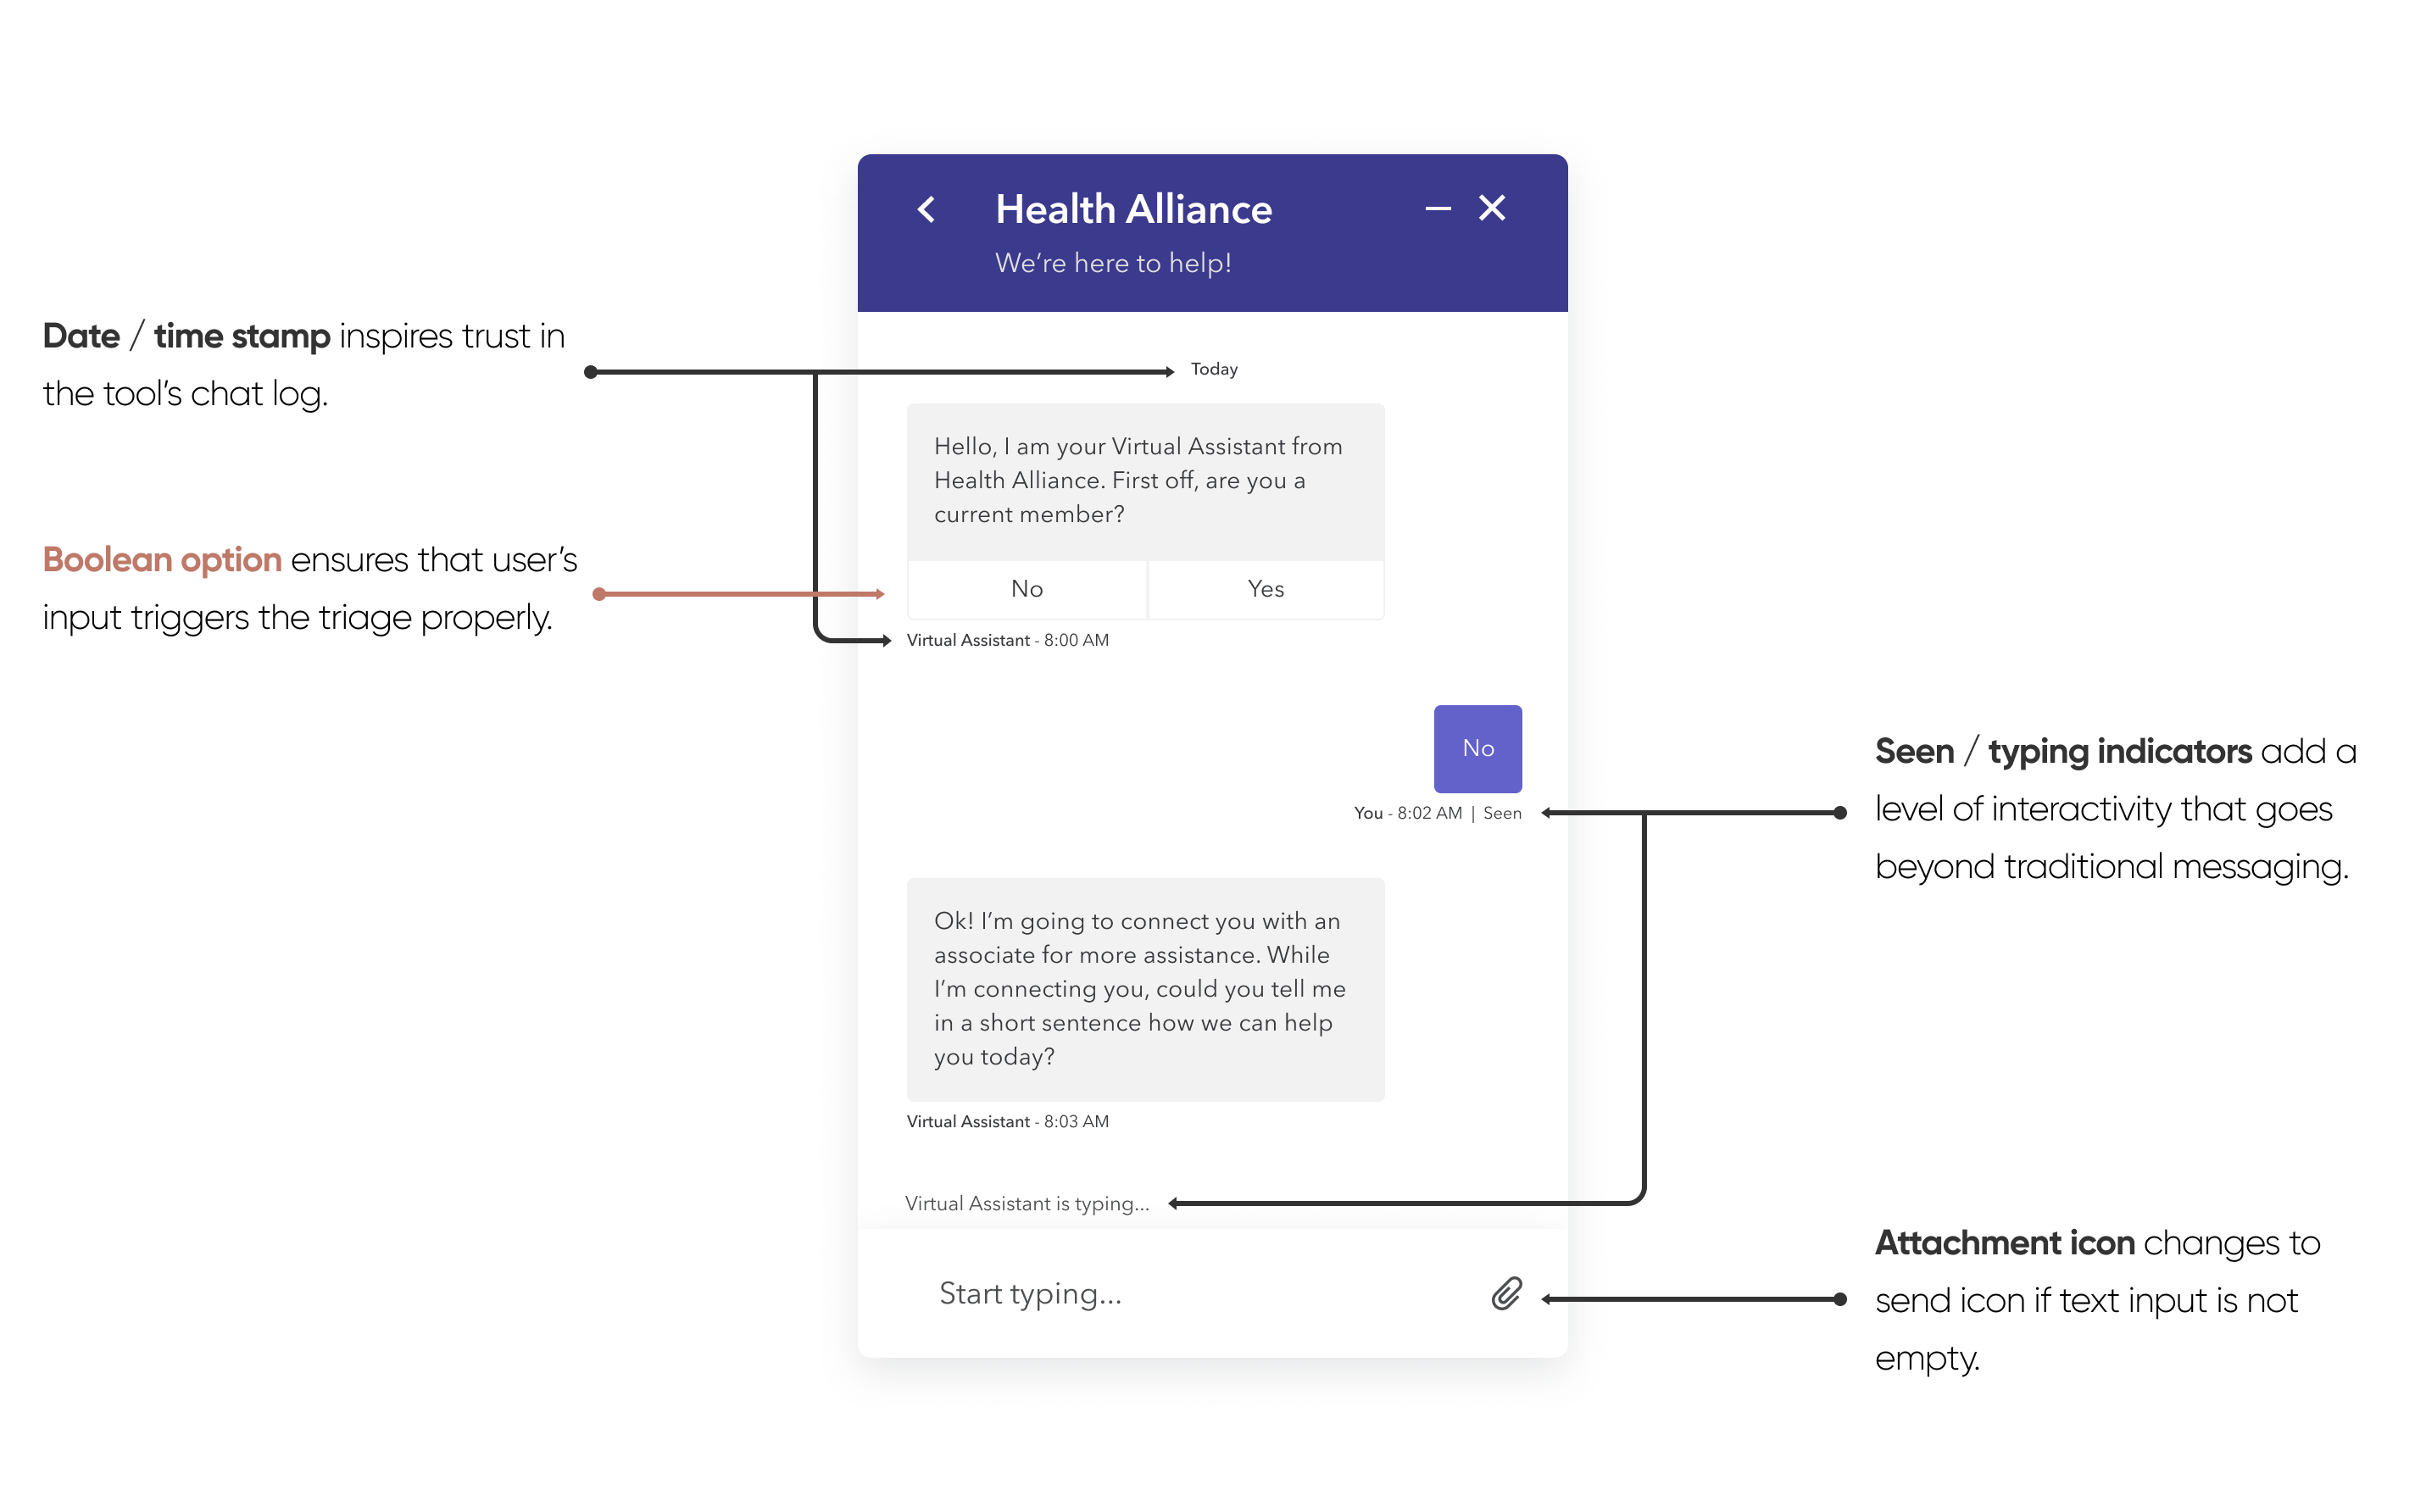 Health Alliance
We’re here to help!
Date / time stamp inspires trust in
the tool’s chat log.
Today
Hello, I am your Virtual Assistant from
Health Alliance. First off, are you a
current member?
Boolean option ensures that user’s
input triggers the triage properly.
No
Yes
Virtual Assistant - 8:00 AM
No
You - 8:02 AM | Seen
Seen / typing indicators add a
level of interactivity that goes
beyond traditional messaging.
Ok! I’m going to connect you with an
associate for more assistance. While
I’m connecting you, could you tell me
in a short sentence how we can help
you today?
Virtual Assistant - 8:03 AM
Virtual Assistant is typing...
Start typing...
Attachment icon changes to
send icon if text input is not
empty.